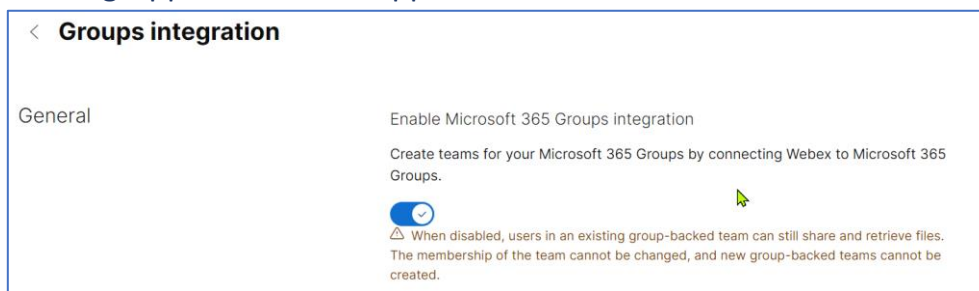 Groups integration
General
Enable Microsoft 365 Groups integration
Create teams for your Microsoft 365 Groups by connecting Webex to Microsoft 365
Groups.
When disabled, users in an existing group-backed team can still share and retrieve files.
The membership of the team cannot be changed, and new group-backed teams cannot be
created.